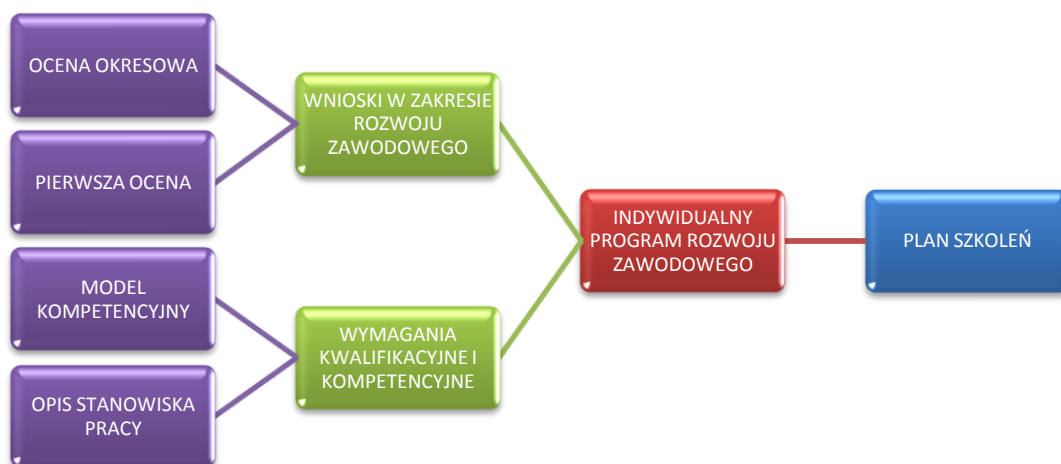 OCENA OKRESOWA
PIERWSZA OCENA
MODEL
KOMPETENCYJNY
OPIS STANOWISKA
PRACY
WNIOSKI W ZAKRESIE
ROZWOJU
ZAWODOWEGO
WYMAGANIA
KWALIFIKACYJNE I
KOMPETENCYJNE
INDYWIDUALNY
PROGRAM ROZWOJU
ZAWODOWEGO
PLAN SZKOLEŃ